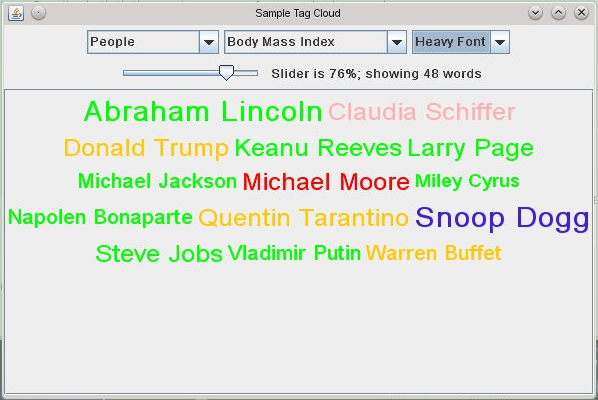 Sample Tag Cloud
People Body Mass Index Heavy Font
Slider is 76%; showing 48 words
Abraham Lincoln Claudia Schiffer
Donald Trump Keanu Reeves Larry Page
Michael Jackson Michael Moore Miley Cyrus
Napolen Bonaparte Quentin Tarantino Snoop Dogg
Steve Jobs Vladimir Putin Warren Buffet